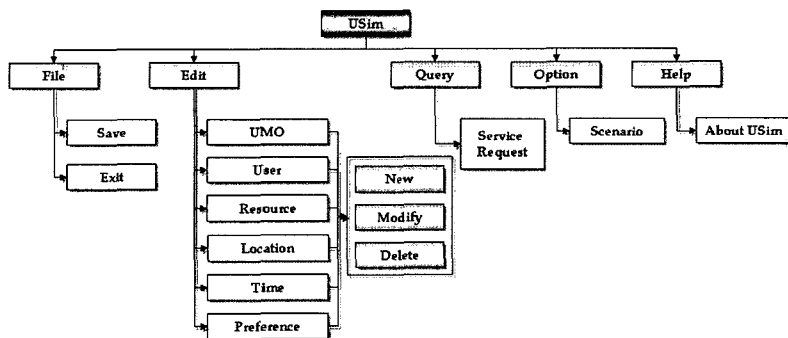 USim
File
Edit
Query
Option
Help
Save
Exit
UMO
User
Resource
Location
Time
Preference
New
Modify
Delete
Service
Request
Scenario
About USim